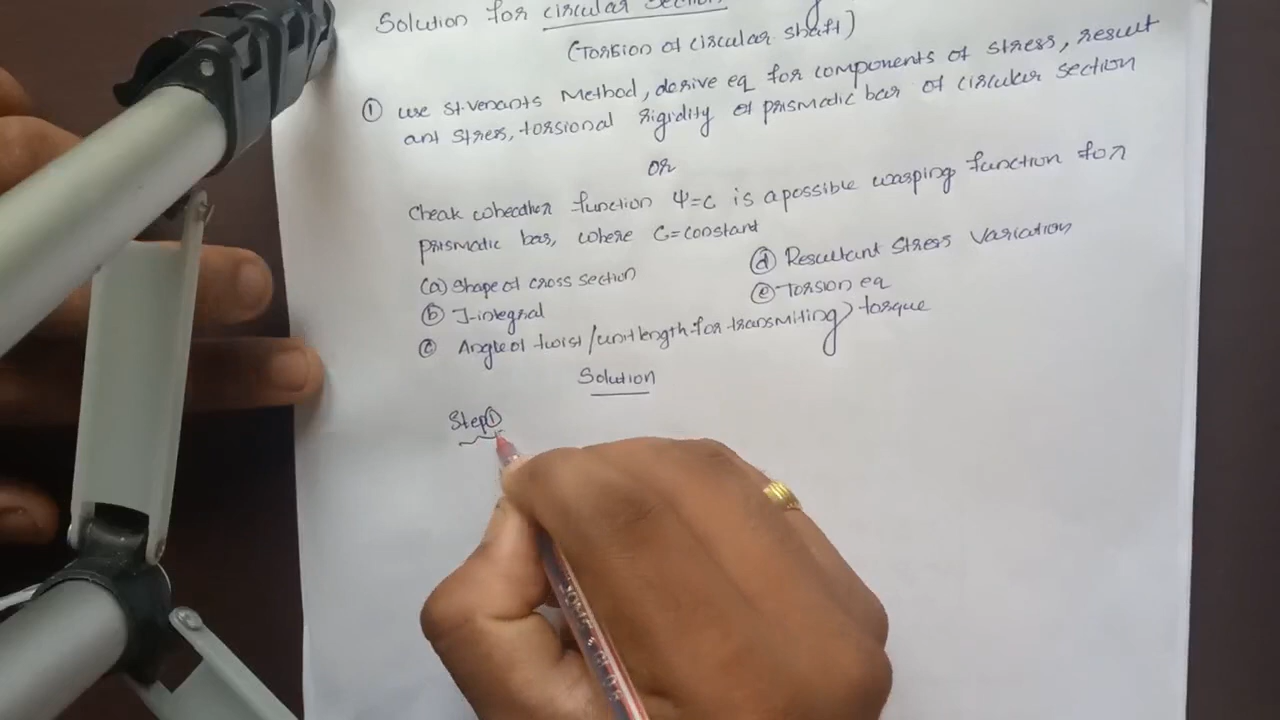 Solution for circular section
(Torsion of circular shaft)
① use st.venants Method, derive eq for components of stress, result
ant stress, torsional rigidity of prismatic bar of circular section
OR
Cheak whecather function Ψ=c is a possible warping function for
prismatic bar, where C=constant
(a) Shape of cross section
ⓑ J-integral
ⓒ Angle of twist /unit length for transmiting torque
ⓓ Resultant Stress Variation
ⓔ Torsion eq
Solution
Step①